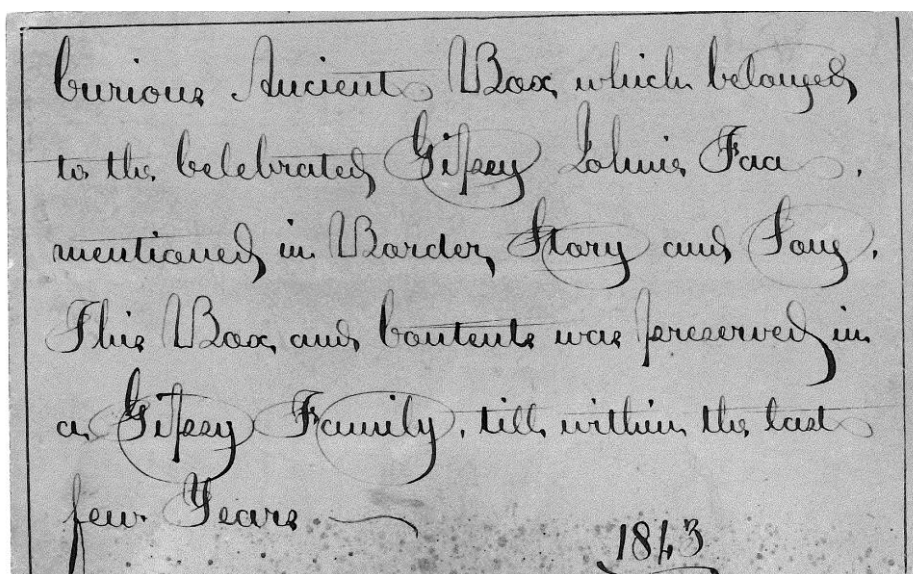 Curious Ancient Box, which belonged
to the Celebrated Gipsey Johnie Faa,
mentioned in Border Story and Song.
This Box and Contents was preserved in
a Gipsey Family, till within the last
few Years
1843